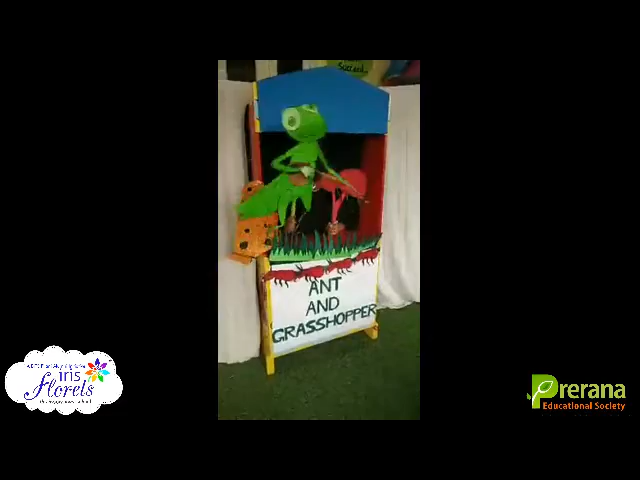 ANT
AND
GRASSHOPPER
iris
florets
Prerana
Educational Society